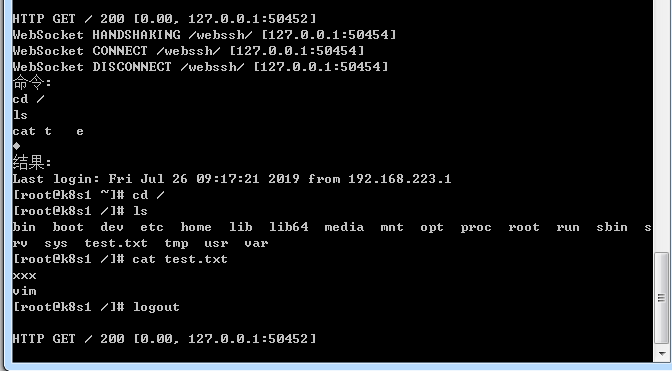 HTTP GET / 200 [0.00, 127.0.0.1:50452]
WebSocket HANDSHAKING /webssh/ [127.0.0.1:50454]
WebSocket CONNECT /webssh/ [127.0.0.1:50454]
WebSocket DISCONNECT /webssh/ [127.0.0.1:50454]
命令:
cd /
ls
cat t   e
♦
结果:
Last login: Fri Jul 26 09:17:21 2019 from 192.168.223.1
[root@k8s1 ~]# cd /
[root@k8s1 /]# ls
bin  boot  dev  etc  home  lib  lib64  media  mnt  opt  proc  root  run  sbin  s
rv  sys  test.txt  tmp  usr  var
[root@k8s1 /]# cat test.txt
xxx
vim
[root@k8s1 /]# logout
HTTP GET / 200 [0.00, 127.0.0.1:50452]